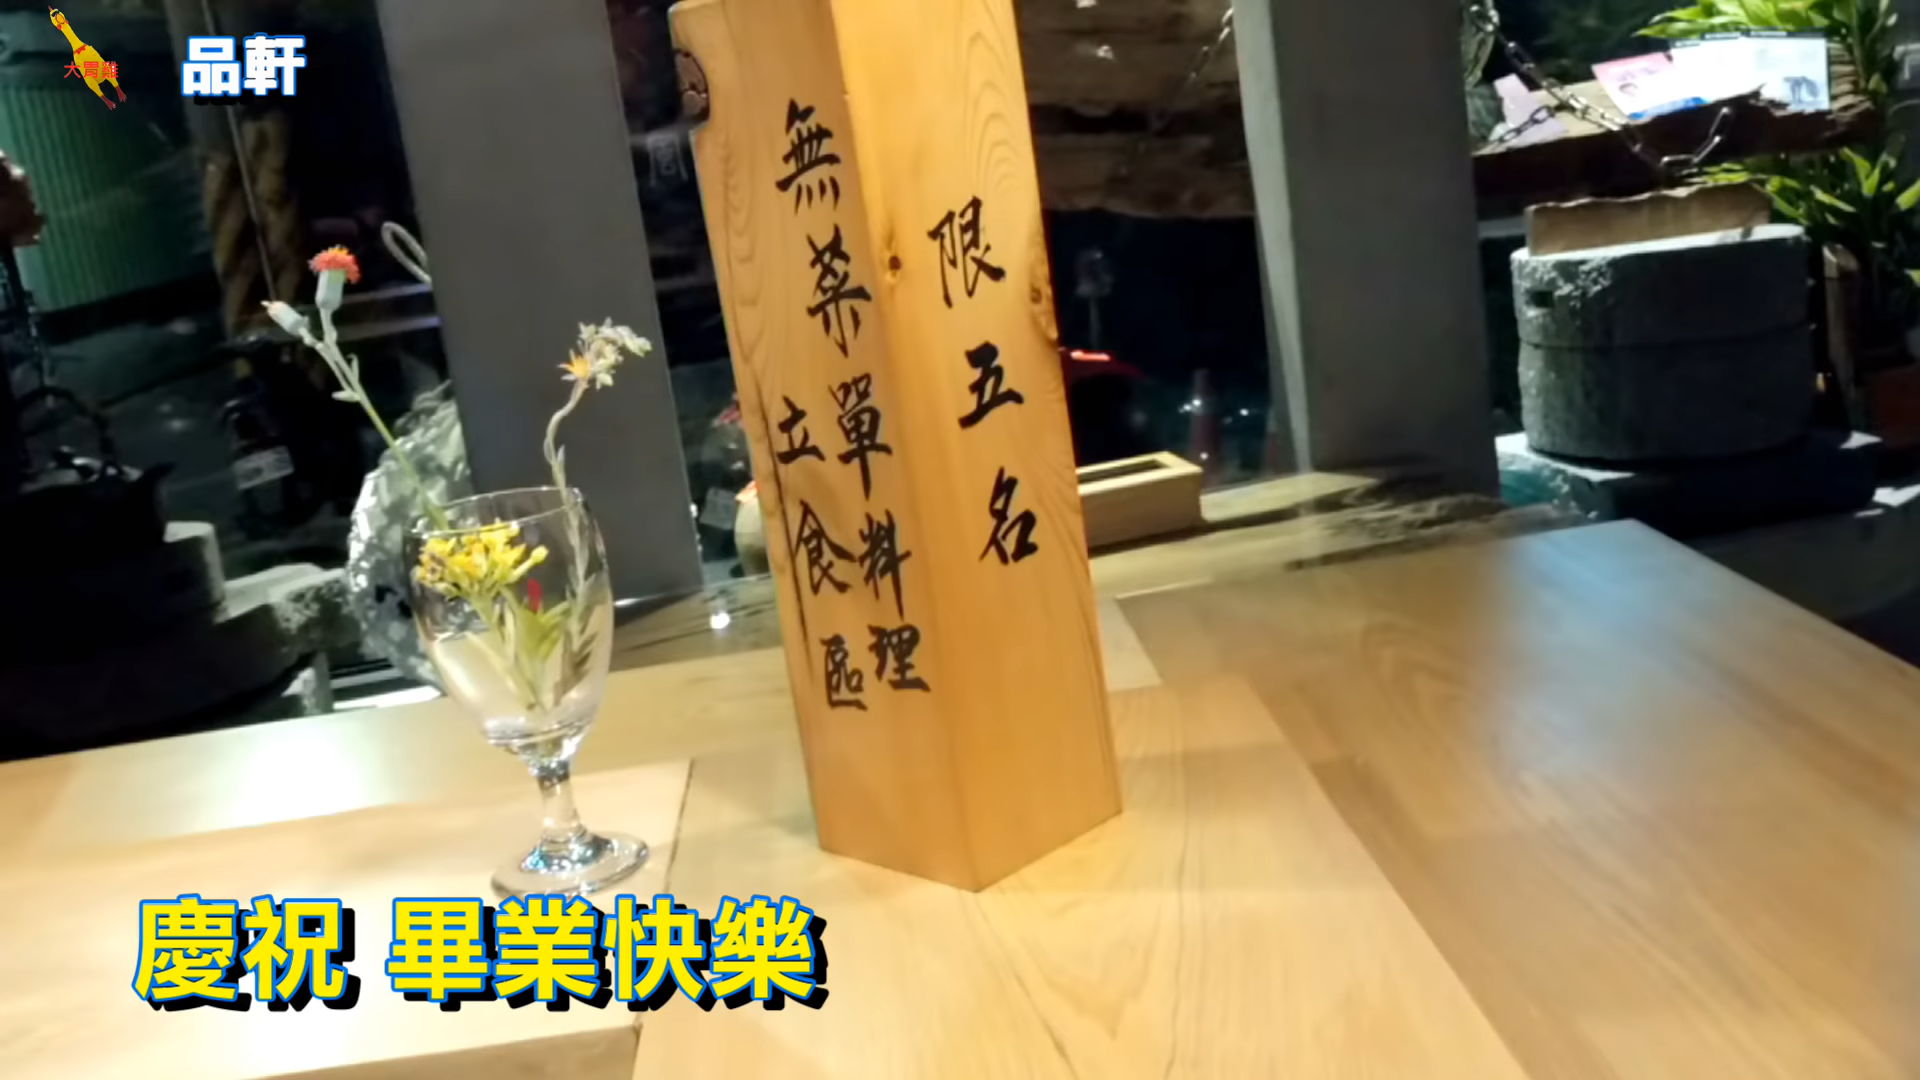 大胃雞
品軒
無菜單料理
立食區
限五名
慶祝 畢業快樂